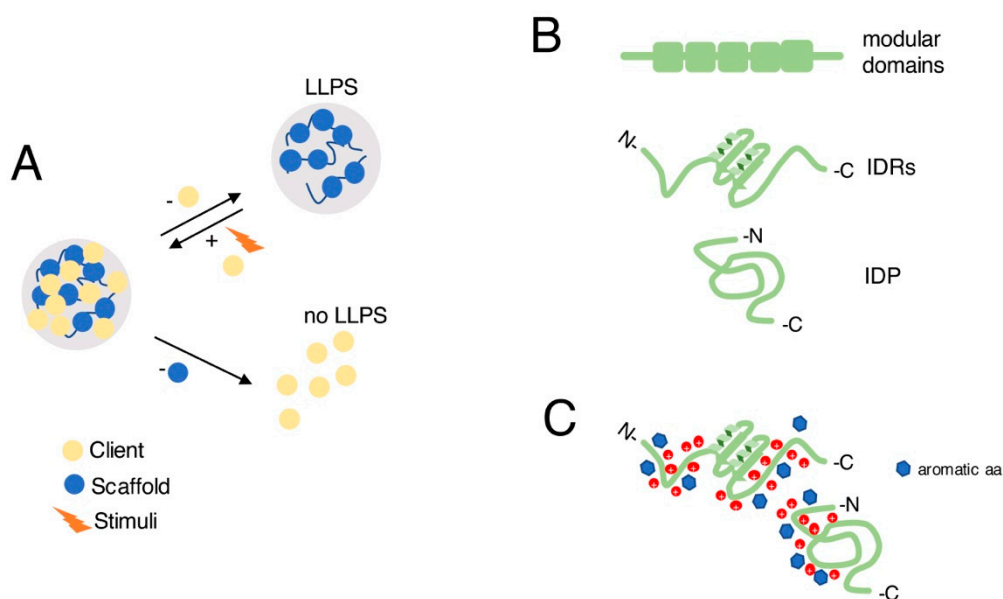 A
LLPS
-
+
no LLPS
-
Client
Scaffold
Stimuli
B
modular
domains
N-
-C
IDRs
-N
IDP
-C
C
N-
-C
aromatic aa
-N
-C